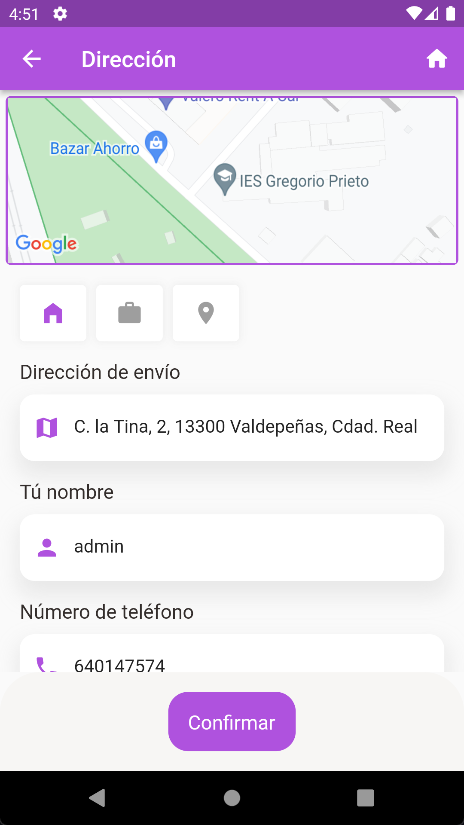 4:51
Dirección
Valero Rent A Car
Bazar Ahorro
IES Gregorio Prieto
Google
Dirección de envío
C. la Tina, 2, 13300 Valdepeñas, Cdad. Real
Tú nombre
admin
Número de teléfono
640147574
Confirmar